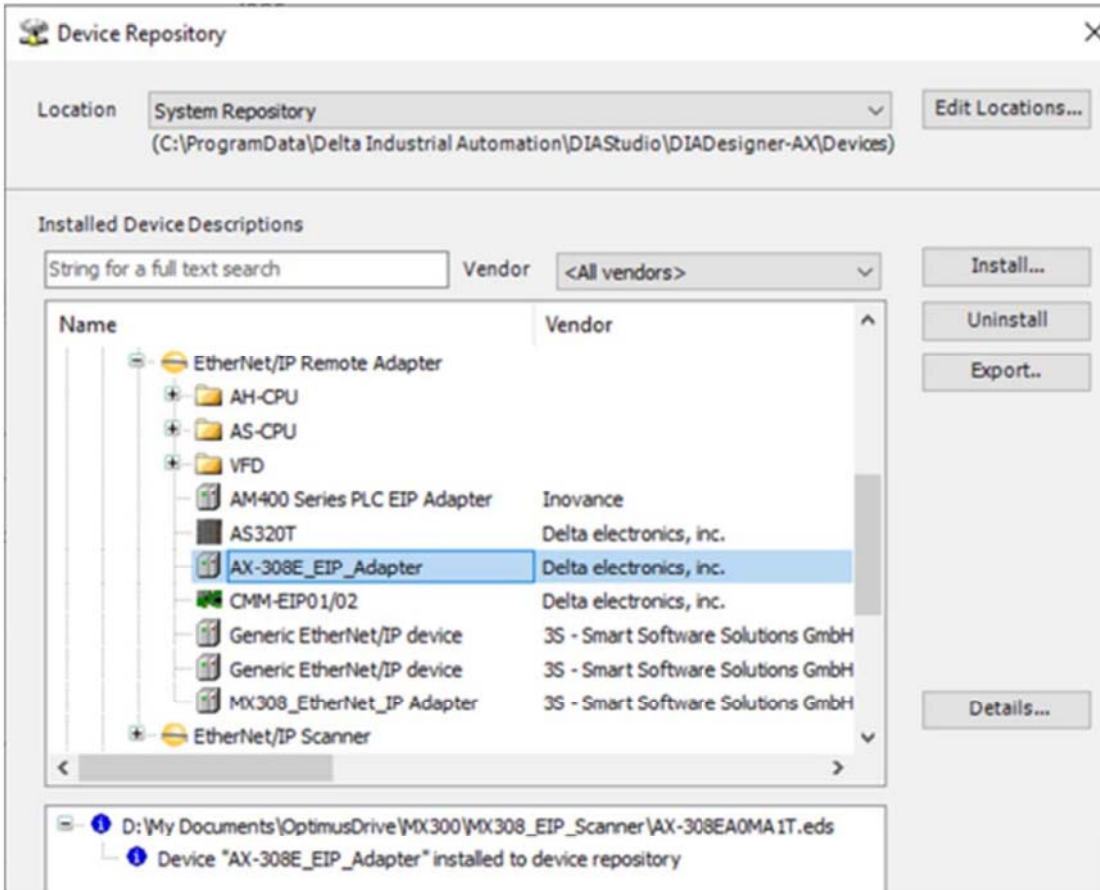 Device Repository
Location System Repository Edit Locations...
(C:\ProgramData\Delta Industrial Automation\DIAStudio\DIADesigner-AX\Devices)
Installed Device Descriptions
String for a full text search Vendor <All vendors> Install...
Name Vendor Uninstall
EtherNet/IP Remote Adapter Export..
AH-CPU
AS-CPU
VFD
AM400 Series PLC EIP Adapter Inovance
AS320T Delta electronics, inc.
AX-308E_EIP_Adapter Delta electronics, inc.
CMM-EIP01/02 Delta electronics, inc.
Generic EtherNet/IP device 3S - Smart Software Solutions GmbH
Generic EtherNet/IP device 3S - Smart Software Solutions GmbH
MX308_EtherNet_IP Adapter 3S - Smart Software Solutions GmbH
Details...
EtherNet/IP Scanner
D:\My Documents\OptimusDrive\MX300\MX308_EIP_Scanner\AX-308EA0MA1T.eds
Device "AX-308E_EIP_Adapter" installed to device repository